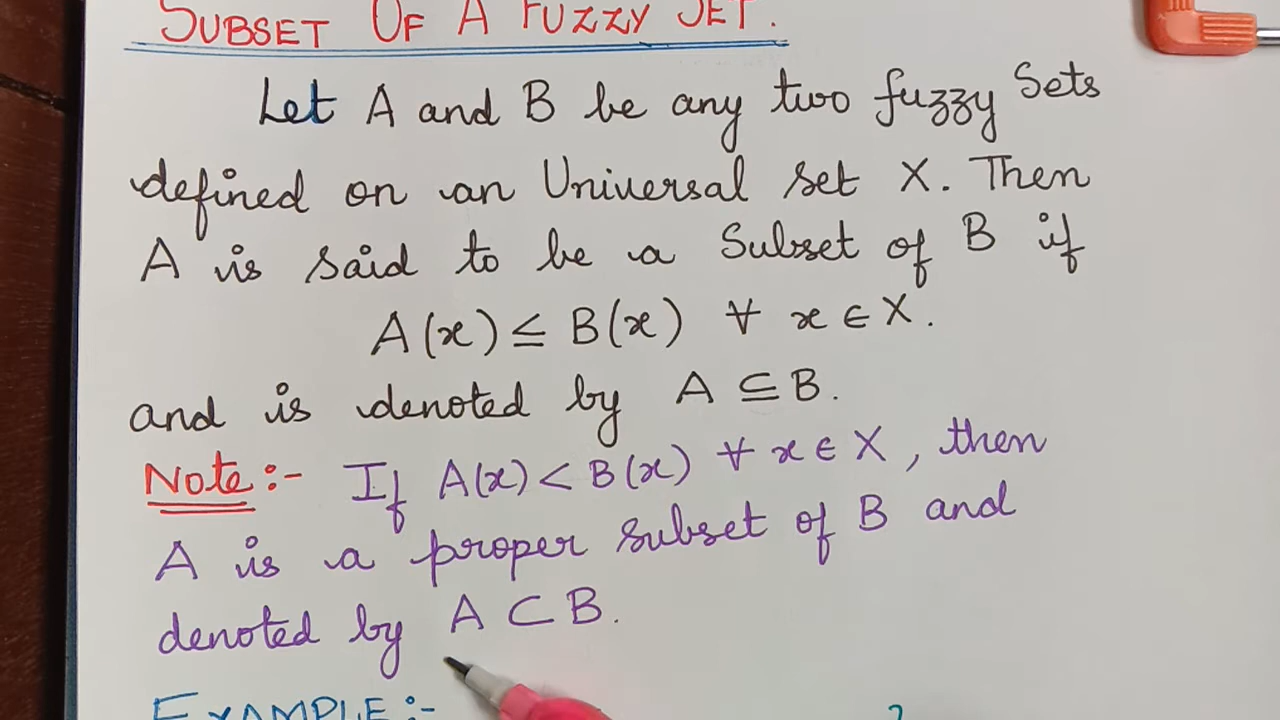 SUBSET OF A FUZZY SET.
Let A and B be any two fuzzy Sets
defined on an Universal set X. Then
A is said to be a Subset of B if
A(x) ≤ B(x) ∀ x ∈ X.
and is denoted by A ⊆ B.
Note:- If A(x) < B(x) ∀ x ∈ X, then
A is a proper subset of B and
denoted by A ⊂ B.
EXAMPLE:-